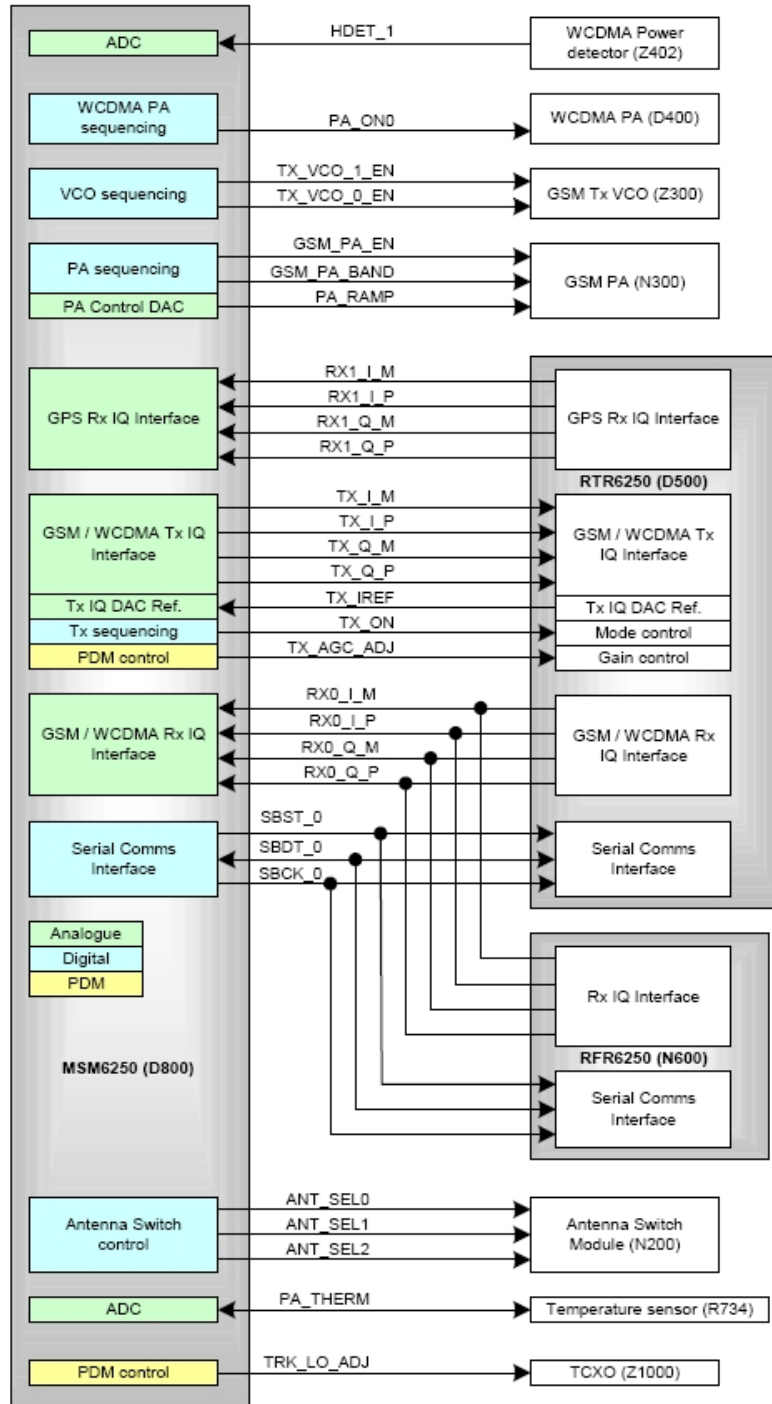 ADC
HDET_1
WCDMA Power
detector (Z402)
WCDMA PA
sequencing
PA_ON0
WCDMA PA (D400)
VCO sequencing
TX_VCO_1_EN
TX_VCO_0_EN
GSM Tx VCO (Z300)
PA sequencing
PA Control DAC
GSM_PA_EN
GSM_PA_BAND
PA_RAMP
GSM PA (N300)
GPS Rx IQ Interface
RX1_I_M
RX1_I_P
RX1_Q_M
RX1_Q_P
GPS Rx IQ Interface
RTR6250 (D500)
GSM / WCDMA Tx IQ
Interface
TX_I_M
TX_I_P
TX_Q_M
TX_Q_P
GSM / WCDMA Tx
IQ Interface
Tx IQ DAC Ref.
TX_IREF
Tx IQ DAC Ref.
Tx sequencing
TX_ON
Mode control
PDM control
TX_AGC_ADJ
Gain control
GSM / WCDMA Rx IQ
Interface
RX0_I_M
RX0_I_P
RX0_Q_M
RX0_Q_P
GSM / WCDMA Rx
IQ Interface
Serial Comms
Interface
SBST_0
SBDT_0
SBCK_0
Serial Comms
Interface
Analogue
Digital
PDM
MSM6250 (D800)
Rx IQ Interface
RFR6250 (N600)
Serial Comms
Interface
Antenna Switch
control
ANT_SEL0
ANT_SEL1
ANT_SEL2
Antenna Switch
Module (N200)
ADC
PA_THERM
Temperature sensor (R734)
PDM control
TRK_LO_ADJ
TCXO (Z1000)